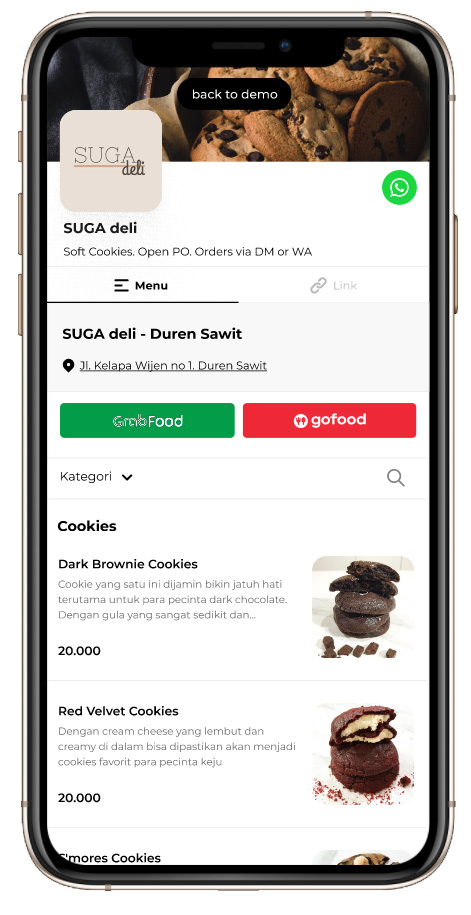 back to demo
SUGA
deli
SUGA deli
Soft Cookies. Open PO. Orders via DM or WA
Menu
Link
SUGA deli - Duren Sawit
Jl. Kelapa Wijen no 1. Duren Sawit
GrabFood
gofood
Kategori
Cookies
Dark Brownie Cookies
Cookie yang satu ini dijamin bikin jatuh hati
terutama untuk para pecinta dark chocolate.
Dengan gula yang sangat sedikit dan...
20.000
Red Velvet Cookies
Dengan cream cheese yang lembut dan
creamy di dalam bisa dipastikan akan menjadi
cookies favorit para pecinta keju
20.000
S'mores Cookies